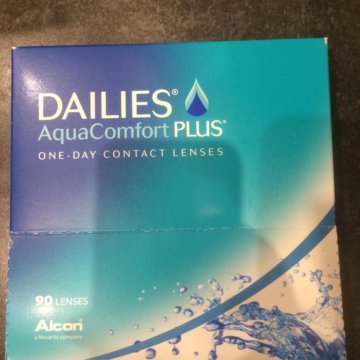 DAILIES®
AquaComfort PLUS®
ONE-DAY CONTACT LENSES
90 LENSES
Alcon
a Novartis company